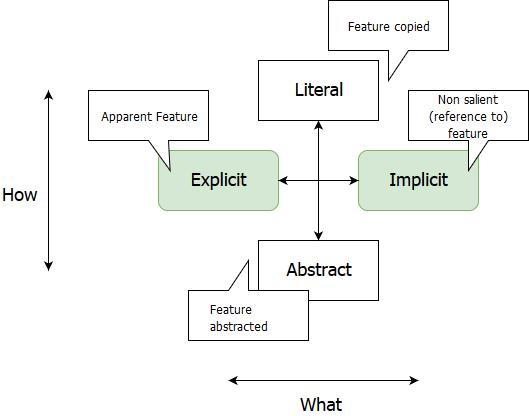 Feature copied
Literal
Apparent Feature
Non salient
(reference to)
feature
Explicit
Implicit
How
Abstract
Feature
abstracted
What